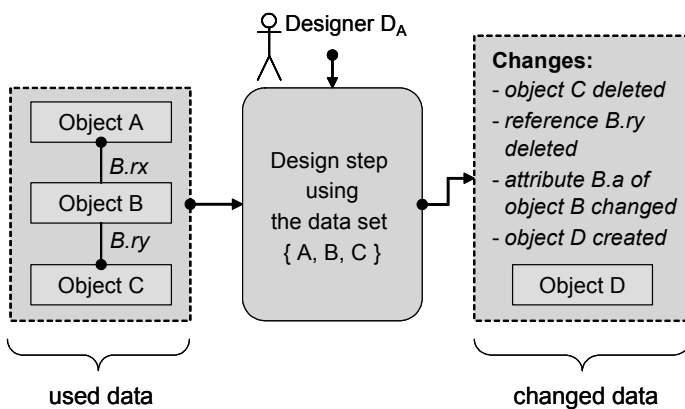 Designer DA
Object A
B.rx
Object B
B.ry
Object C
used data
Design step
using
the data set
{ A, B, C }
Changes:
- object C deleted
- reference B.ry
deleted
- attribute B.a of
object B changed
- object D created
Object D
changed data